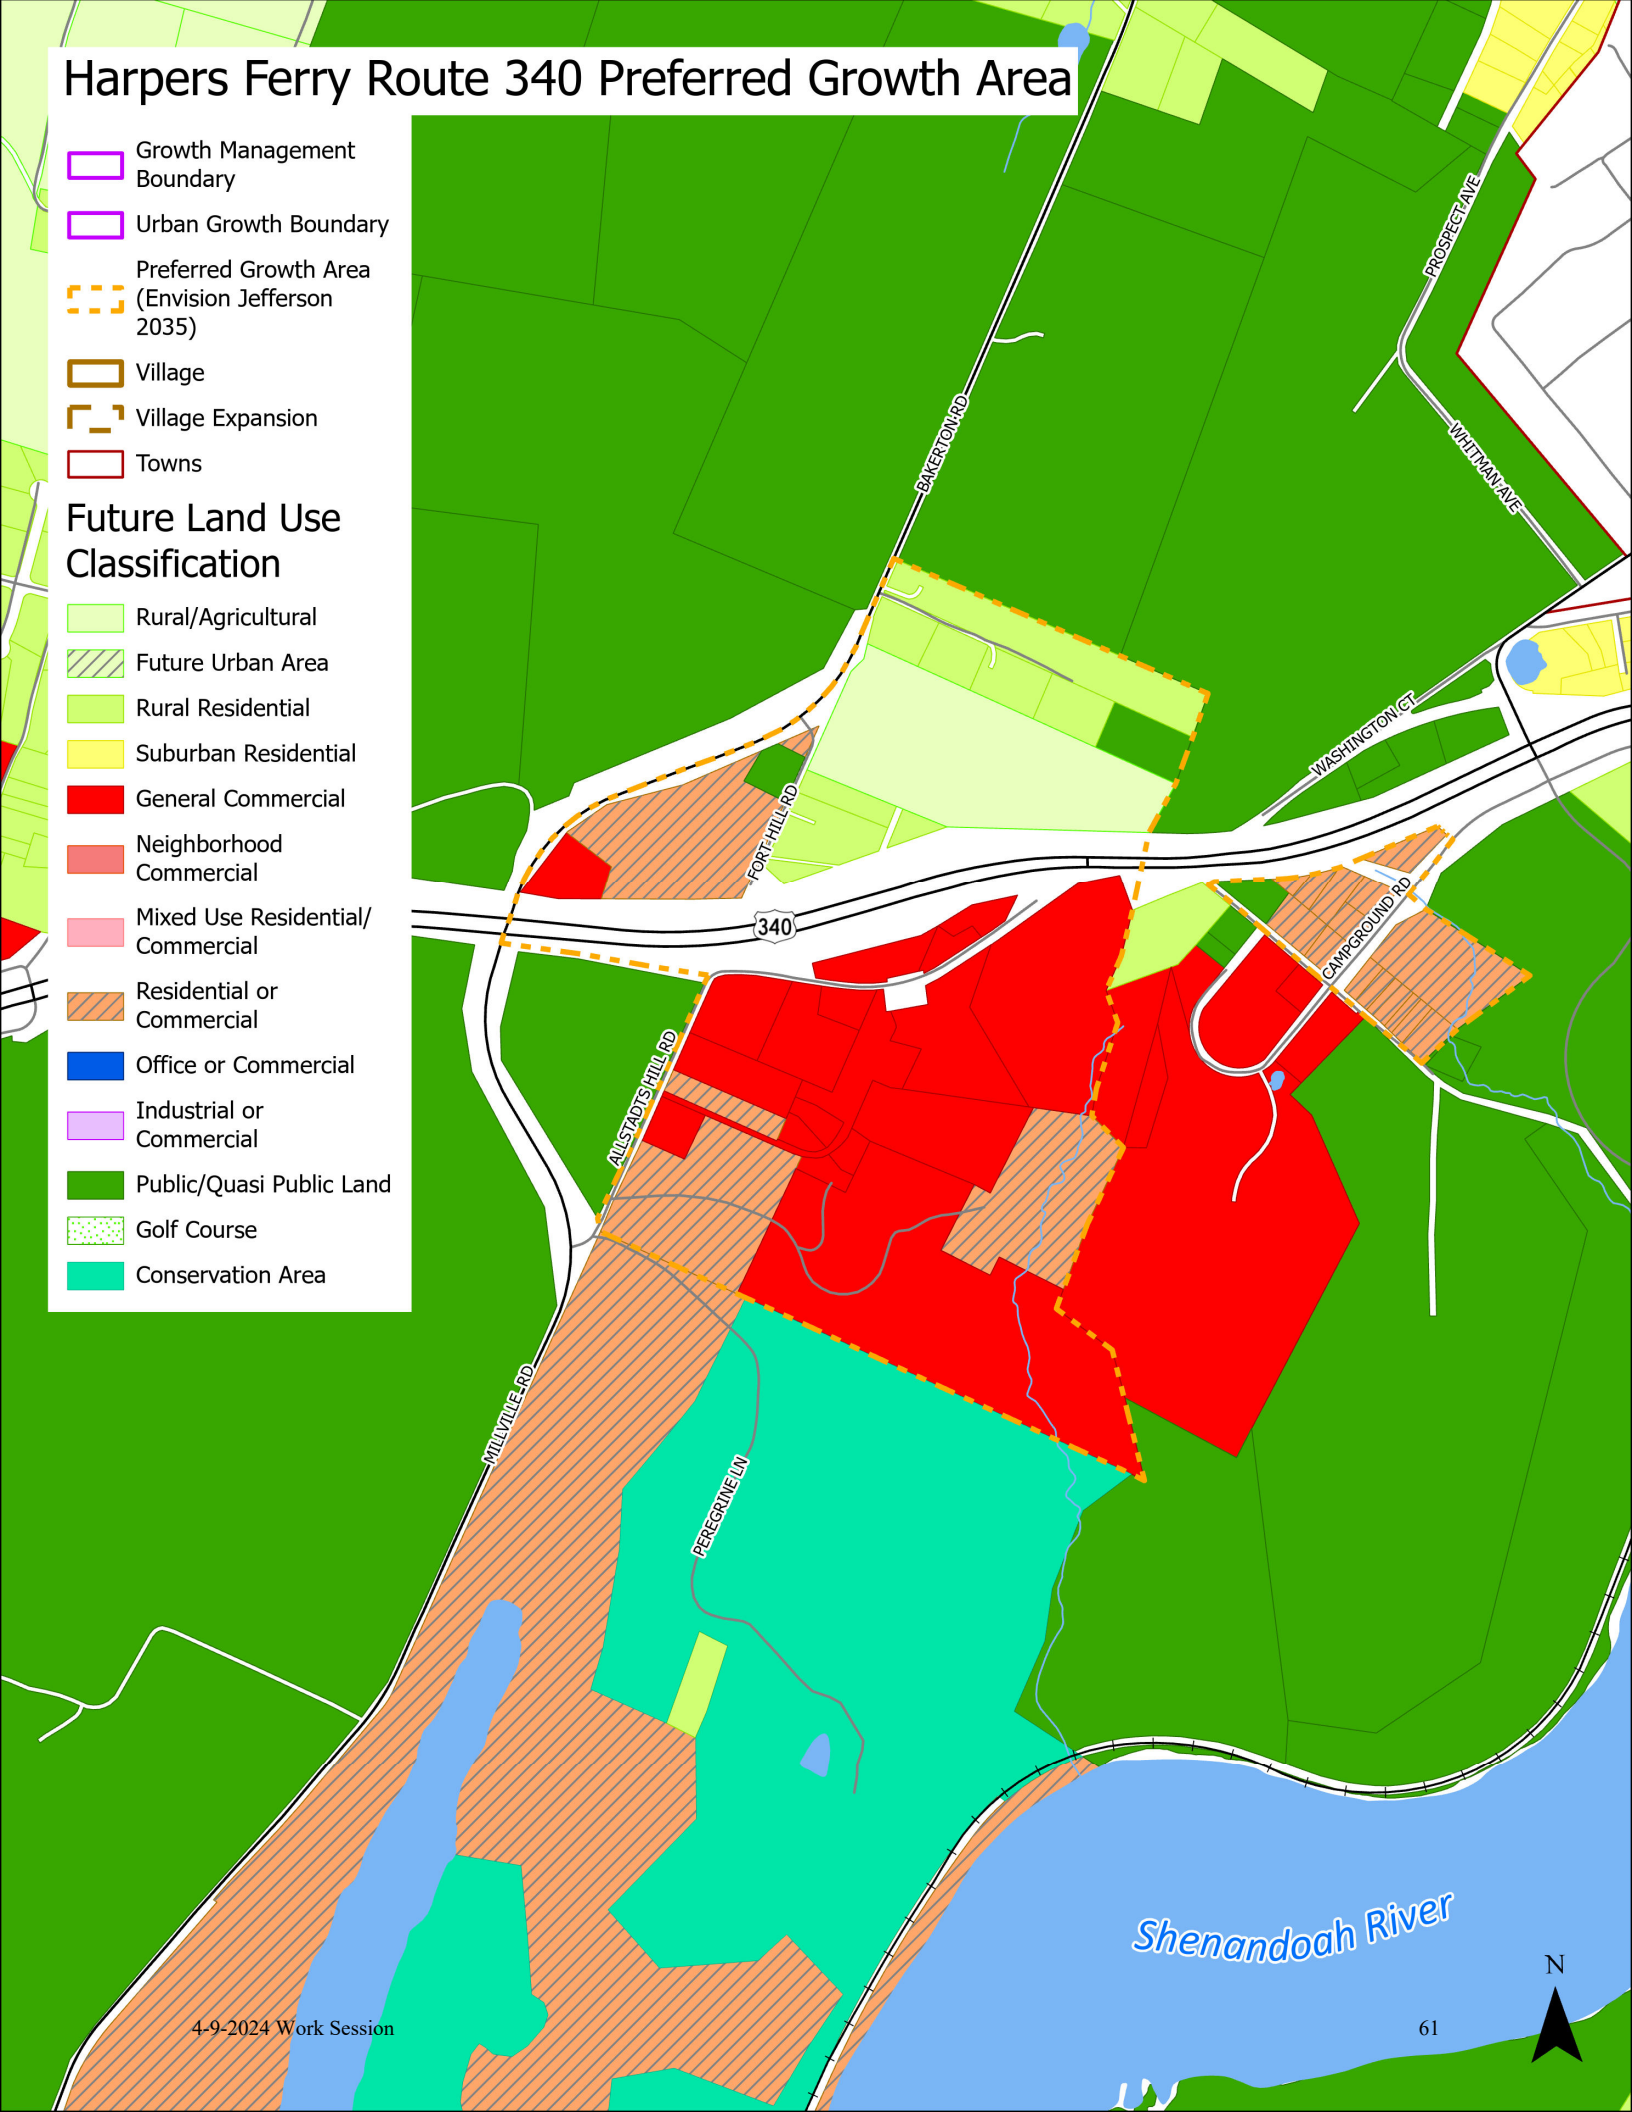 Harpers Ferry Route 340 Preferred Growth Area
Growth Management
Boundary
Urban Growth Boundary
Preferred Growth Area
(Envision Jefferson
2035)
Village
Village Expansion
Towns
Future Land Use
Classification
Rural/Agricultural
Future Urban Area
Rural Residential
Suburban Residential
General Commercial
Neighborhood
Commercial
Mixed Use Residential/
Commercial
Residential or
Commercial
Office or Commercial
Industrial or
Commercial
Public/Quasi Public Land
Golf Course
Conservation Area
PROSPECT AVE
BAKERTON RD
WHITMAN AVE
WASHINGTON CT
FORT HILL RD
340
CAMPGROUND RD
ALLSTADTS HILL RD
MILLVILLE RD
PEREGRINE LN
Shenandoah River
N
4-9-2024 Work Session
61